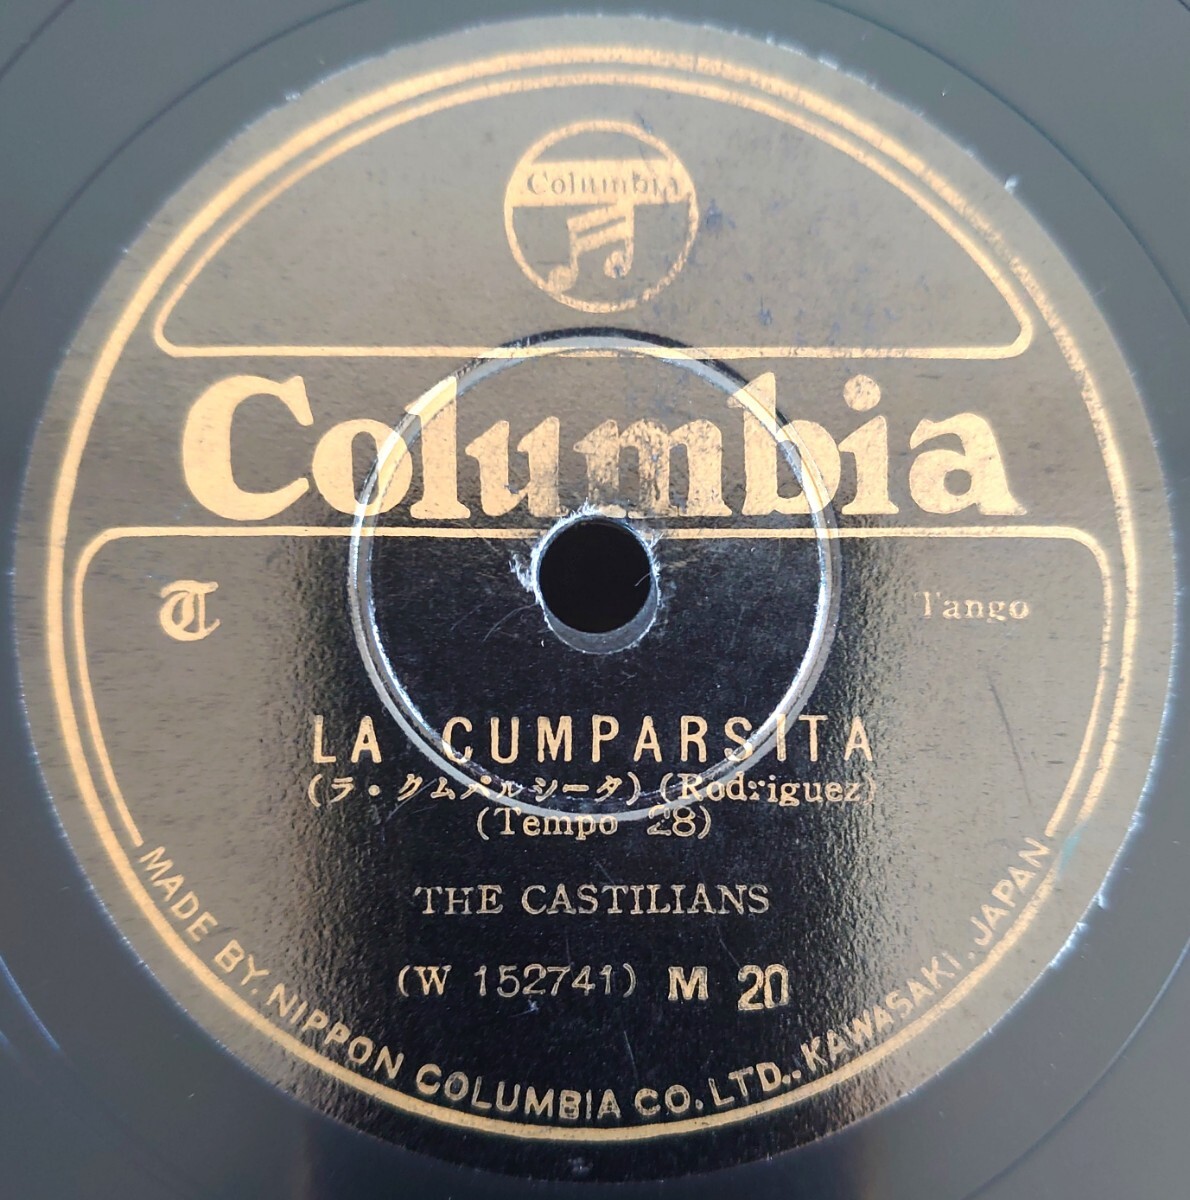 Columbia
Columbia
T
Tango
LA CUMPARSITA
(ラ・クムパルシータ) (Rodriguez)
(Tempo 28)
THE CASTILIANS
(W 152741) M 20
MADE BY, NIPPON COLUMBIA CO. LTD., KAWASAKI, JAPAN